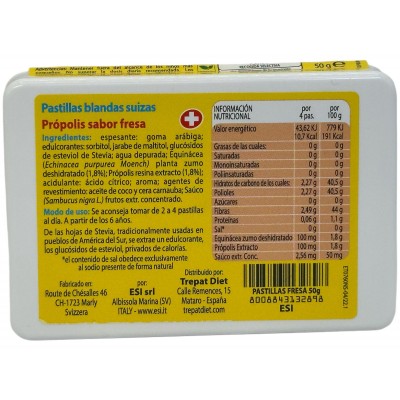 50 g e
Pastillas blandas suizas
Própolis sabor fresa
Ingredientes: espesante: goma arábiga,
edulcorantes: sorbitol, jarabe de maltitol, glucósidos
de esteviol de Stevia; agua depurada; Equinácea
(Echinacea purpurea Moench) planta zumo
deshidratado (1,8%); Própolis resina extracto (1,8%);
acidulante: ácido cítrico; aroma; agentes de
revestimiento: aceite de coco y cera carnauba; Saúco
(Sambucus nigra L.) frutos extr. concentrado.
Modo de uso: Se aconseja tomar de 2 a 4 pastillas
al día. A partir de los 6 años.
De las hojas de Stevia, tradicionalmente usadas en
pueblos de América del Sur, se extrae un edulcorante,
los glucósidos de esteviol, privados de calorías.
*el contenido de sal obedece exclusivamente
al sodio presente de forma natural
INFORMACIÓN NUTRICIONAL por 4 pas. por 100 g
Valor energético 43,62 KJ 779 KJ
10,7 Kcal 191 Kcal
Grasas de las cuales: 0 0
Saturadas 0 0
Monoinsaturadas 0 0
Poliinsaturadas 0 0
Hidratos de carbono de los cuales: 2,27 40,5
Polioles 2,27 40,5
Azúcares 0 0
Fibras 2,49 44
Proteínas 0,06 1,1
Sal* 0 0
Equinácea zumo deshidratado 100 mg 1,8
Própolis Extracto 100 mg 1,8
Saúco extr. Conc. 2,56 mg 50 mg
Fabricado en:
Route de Chésalles 46
CH-1723 Marly
Svizzera
por:
ESI srl
Albissola Marina (SV)
ITALY - www.esi.it
Distribuido por:
Trepat Diet
Calle Remences, 15
Mataro - España
trepatdiet.com
PASTILLAS FRESA 50g
8008843132898
ESI